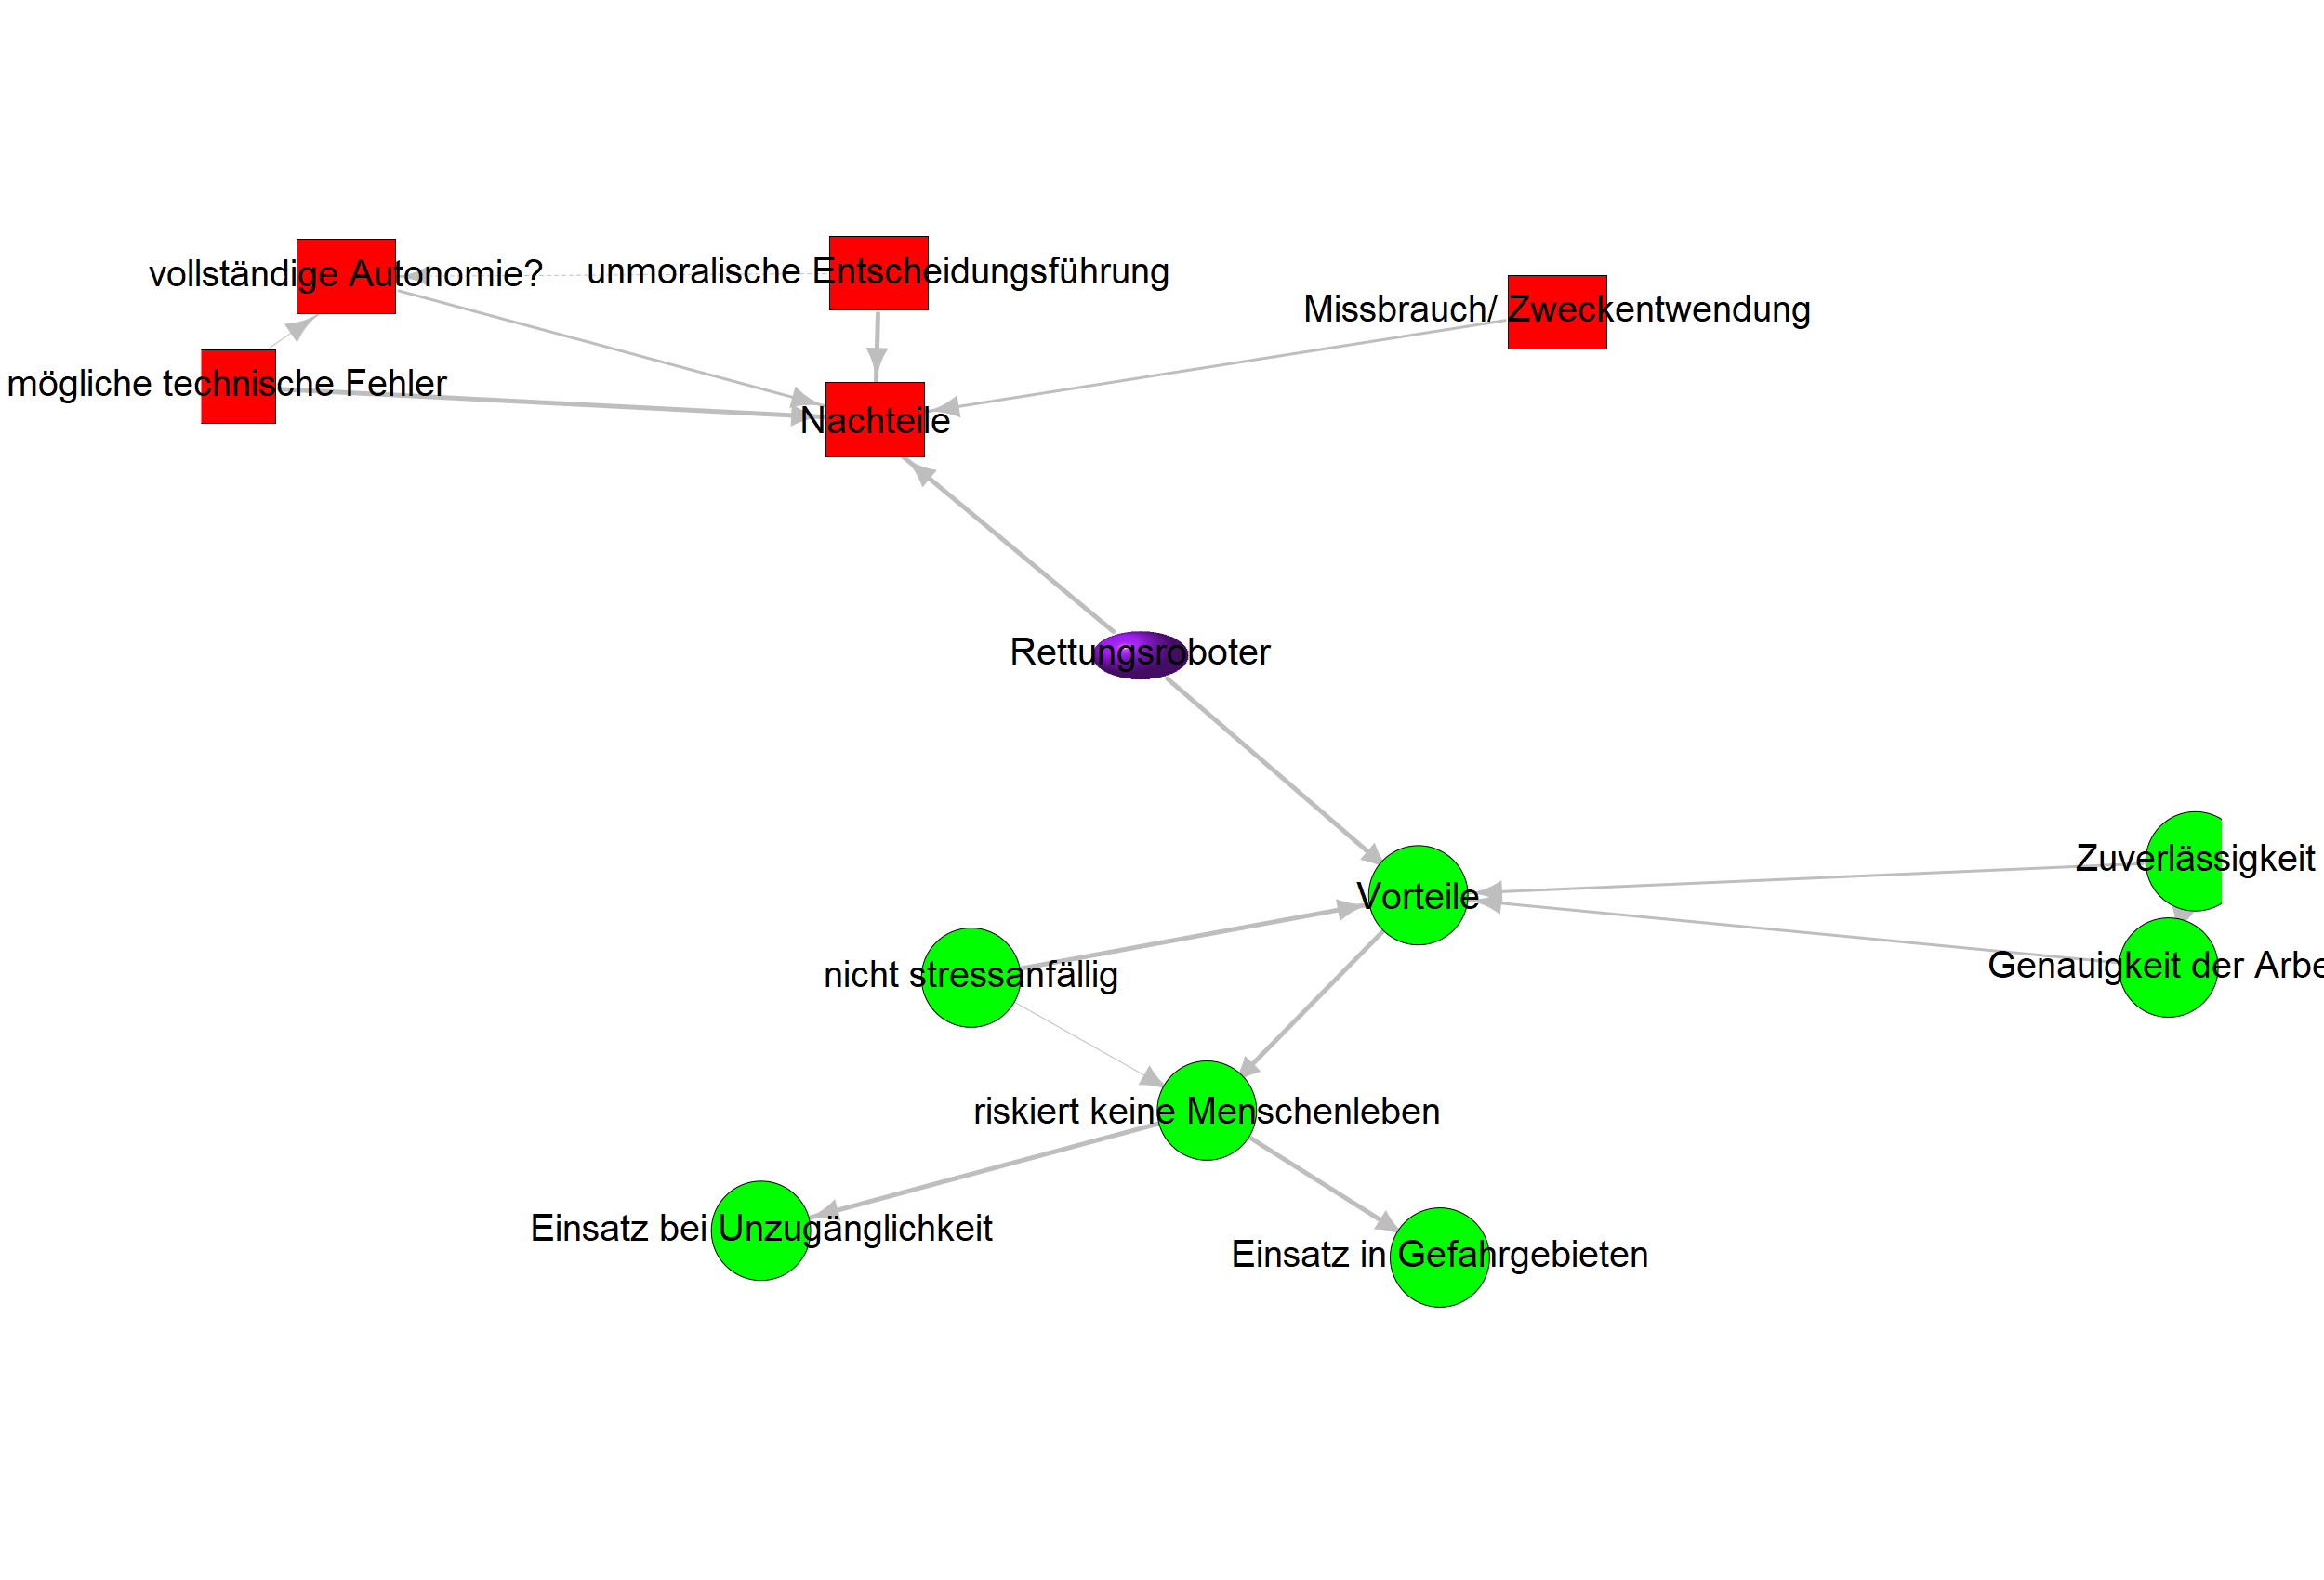 vollständige Autonomie?
unmoralische Entscheidungsführung
Missbrauch/ Zweckentwendung
mögliche technische Fehler
Nachteile
Rettungsroboter
Zuverlässigkeit
Vorteile
Genauigkeit der Arbe
nicht stressanfällig
riskiert keine Menschenleben
Einsatz bei Unzugänglichkeit
Einsatz in Gefahrgebieten